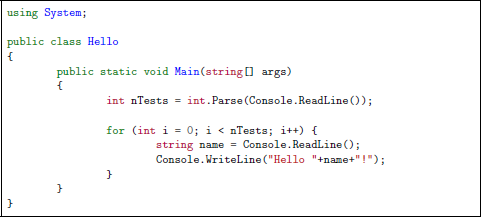 using System;

public class Hello
{
        public static void Main(string[] args)
        {
                int nTests = int.Parse(Console.ReadLine());

                for (int i = 0; i < nTests; i++) {
                        string name = Console.ReadLine();
                        Console.WriteLine("Hello "+name+"!");
                }
        }
}